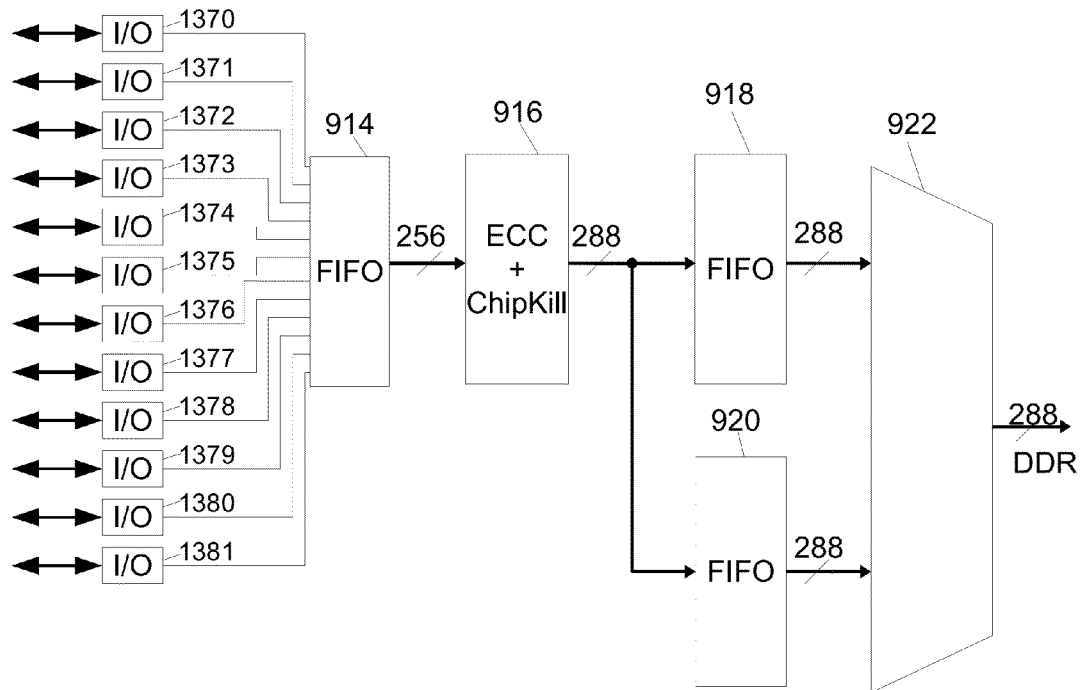 I/O 1370
I/O 1371
I/O 1372
I/O 1373
I/O 1374
I/O 1375
I/O 1376
I/O 1377
I/O 1378
I/O 1379
I/O 1380
I/O 1381
914
FIFO
256
916
ECC
+
ChipKill
288
918
FIFO
288
920
FIFO
288
922
288
DDR